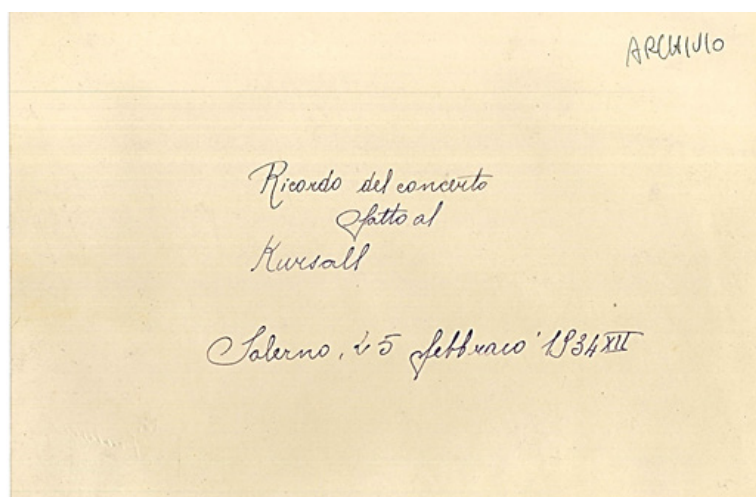 ARCHIVIO
Ricordo del concerto
fatto al
Kursall
Salerno, 25 febbraio 1934 XII